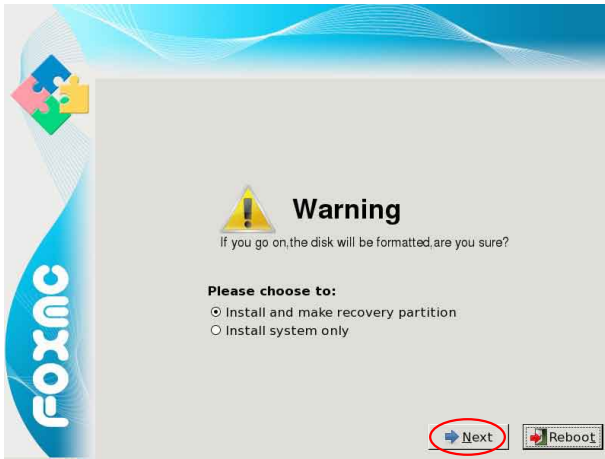 Warning
If you go on,the disk will be formatted,are you sure?
Please choose to:
Install and make recovery partition
Install system only
FOXMC
Next
Reboot